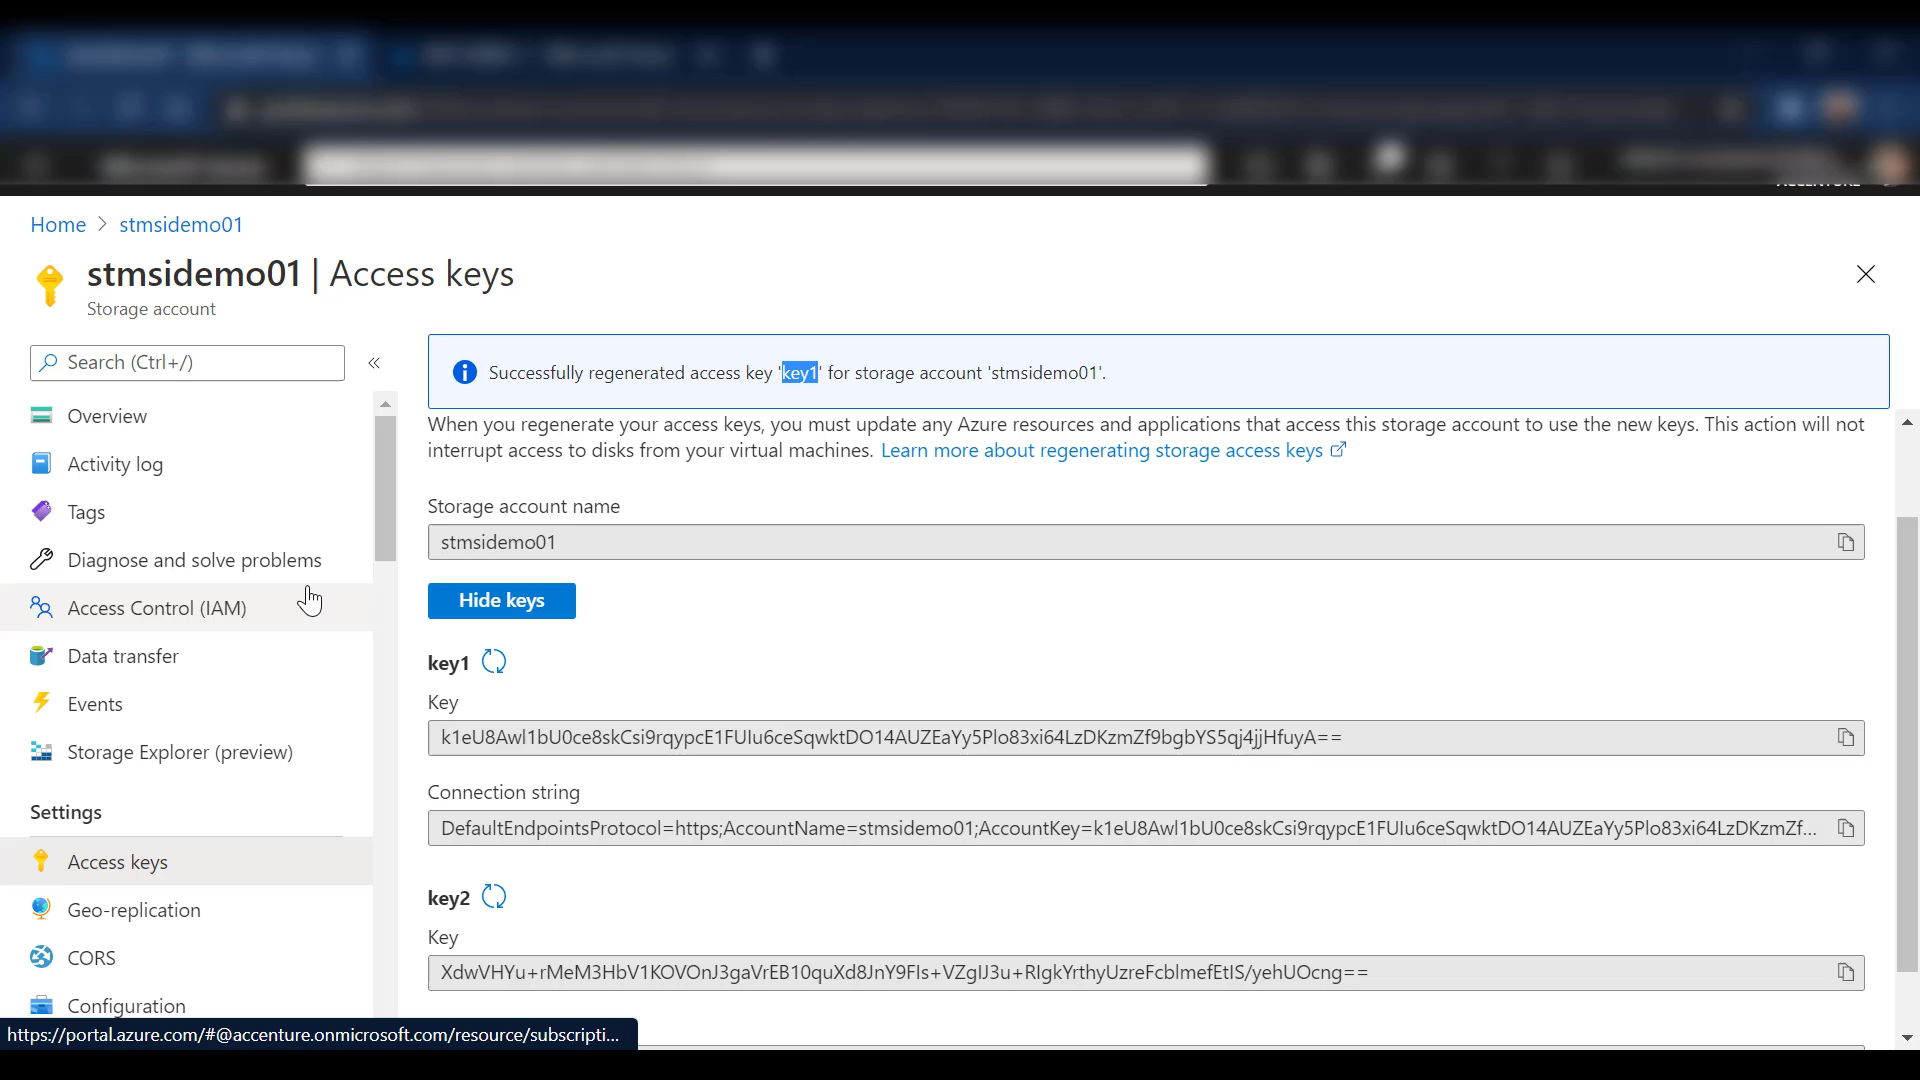 Home > stmsidemo01
stmsidemo01 | Access keys
Storage account
Search (Ctrl+/)
«
Overview
Activity log
Tags
Diagnose and solve problems
Access Control (IAM)
Data transfer
Events
Storage Explorer (preview)
Settings
Access keys
Geo-replication
CORS
Configuration
Successfully regenerated access key 'key1' for storage account 'stmsidemo01'.
When you regenerate your access keys, you must update any Azure resources and applications that access this storage account to use the new keys. This action will not
interrupt access to disks from your virtual machines. Learn more about regenerating storage access keys
Storage account name
stmsidemo01
Hide keys
key1
Key
k1eU8Awl1bU0ce8skCsi9rqypcE1FUIu6ceSqwktDO14AUZEaYy5Plo83xi64LzDKzmZf9bgbYS5qj4jjHfuyA==
Connection string
DefaultEndpointsProtocol=https;AccountName=stmsidemo01;AccountKey=k1eU8Awl1bU0ce8skCsi9rqypcE1FUIu6ceSqwktDO14AUZEaYy5Plo83xi64LzDKzmZf...
key2
Key
XdwVHYu+rMeM3HbV1KOVOnJ3gaVrEB10quXd8JnY9FIs+VZgIJ3u+RIgkYrthyUzreFcblmefEtIS/yehUOcng==
https://portal.azure.com/#@accenture.onmicrosoft.com/resource/subscripti...